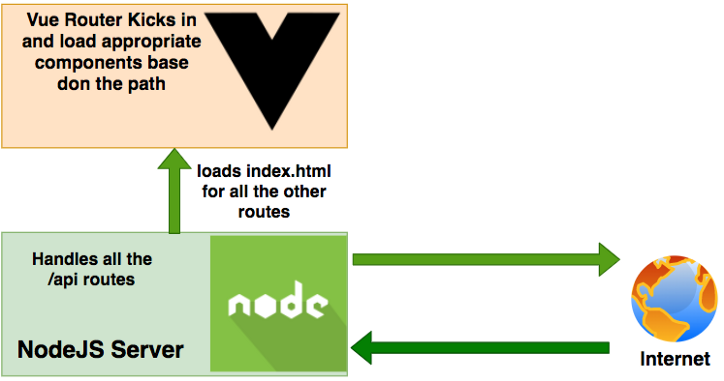 Vue Router Kicks in
and load appropriate
components base
don the path
loads index.html
for all the other
routes
Handles all the
/api routes
node
NodeJS Server
Internet